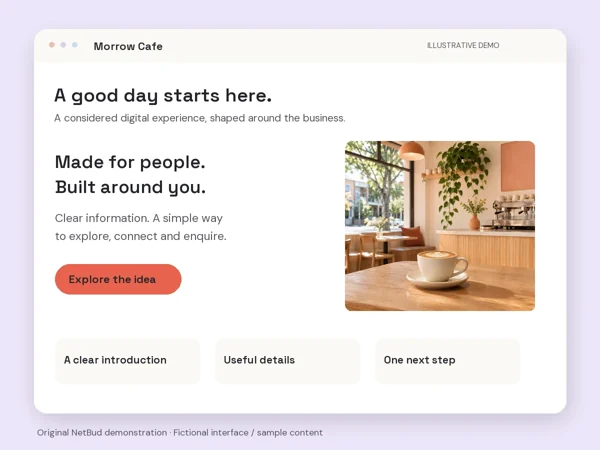 Morrow Cafe
ILLUSTRATIVE DEMO
A good day starts here.
A considered digital experience, shaped around the business.
Made for people.
Built around you.
Clear information. A simple way
to explore, connect and enquire.
Explore the idea
A clear introduction
Useful details
One next step
Original NetBud demonstration · Fictional interface / sample content